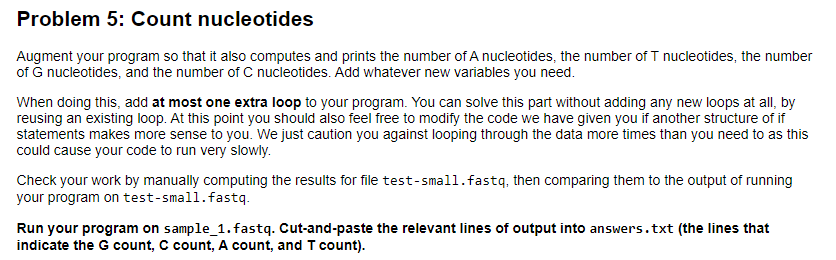 Problem 5: Count nucleotides
Augment your program so that it also computes and prints the number of A nucleotides, the number of T nucleotides, the number
of G nucleotides, and the number of C nucleotides. Add whatever new variables you need.
When doing this, add at most one extra loop to your program. You can solve this part without adding any new loops at all, by
reusing an existing loop. At this point you should also feel free to modify the code we have given you if another structure of if
statements makes more sense to you. We just caution you against looping through the data more times than you need to as this
could cause your code to run very slowly.
Check your work by manually computing the results for file test-small.fastq, then comparing them to the output of running
your program on test-small.fastq.
Run your program on sample_1.fastq. Cut-and-paste the relevant lines of output into answers.txt (the lines that
indicate the G count, C count, A count, and T count).